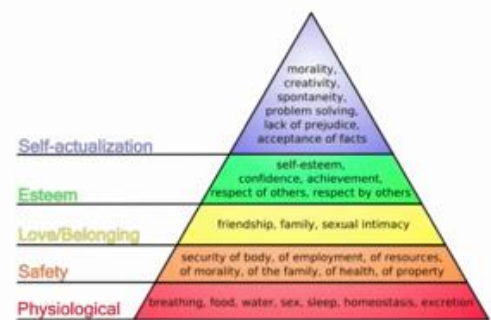 morality,
creativity,
spontaneity,
problem solving,
lack of prejudice,
acceptance of facts
Self-actualization
self-esteem,
confidence, achievement,
respect of others, respect by others
Esteem
friendship, family, sexual intimacy
Love/Belonging
security of body, of employment, of resources,
of morality, of the family, of health, of property
Safety
breathing, food, water, sex, sleep, homeostasis, excretion
Physiological